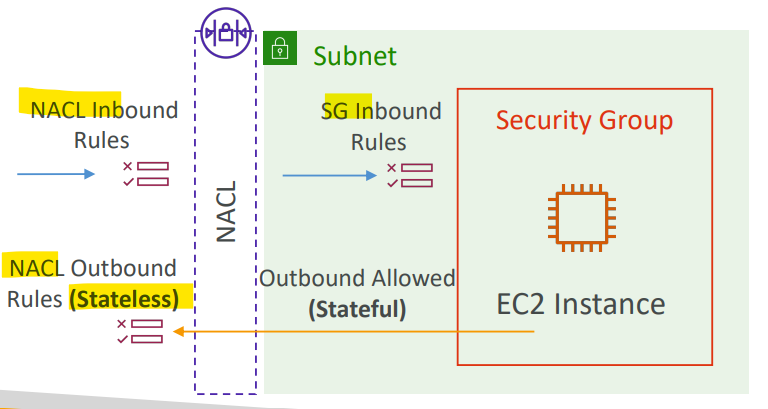 Subnet
NACL Inbound
Rules
SG Inbound
Rules
Security Group
NACL
NACL Outbound
Rules (Stateless)
Outbound Allowed
(Stateful)
EC2 Instance